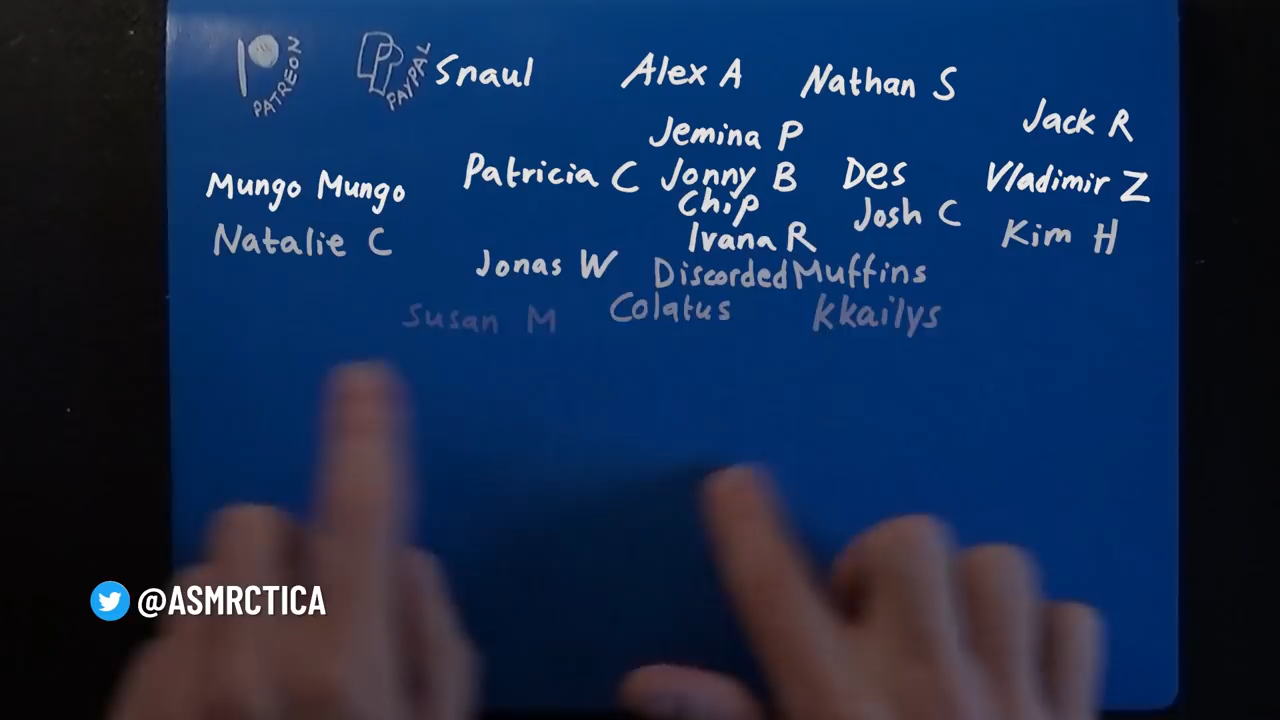 PATREON
PAYPAL
Snaul Alex A Nathan S
Jack R
Jemina P
Mungo Mungo Patricia C Jonny B Des Vladimir Z
Chip Josh C
Natalie C Ivana R Kim H
Jonas W DiscordedMuffins
Susan M Colatus Kkailys
@ASMRCTICA